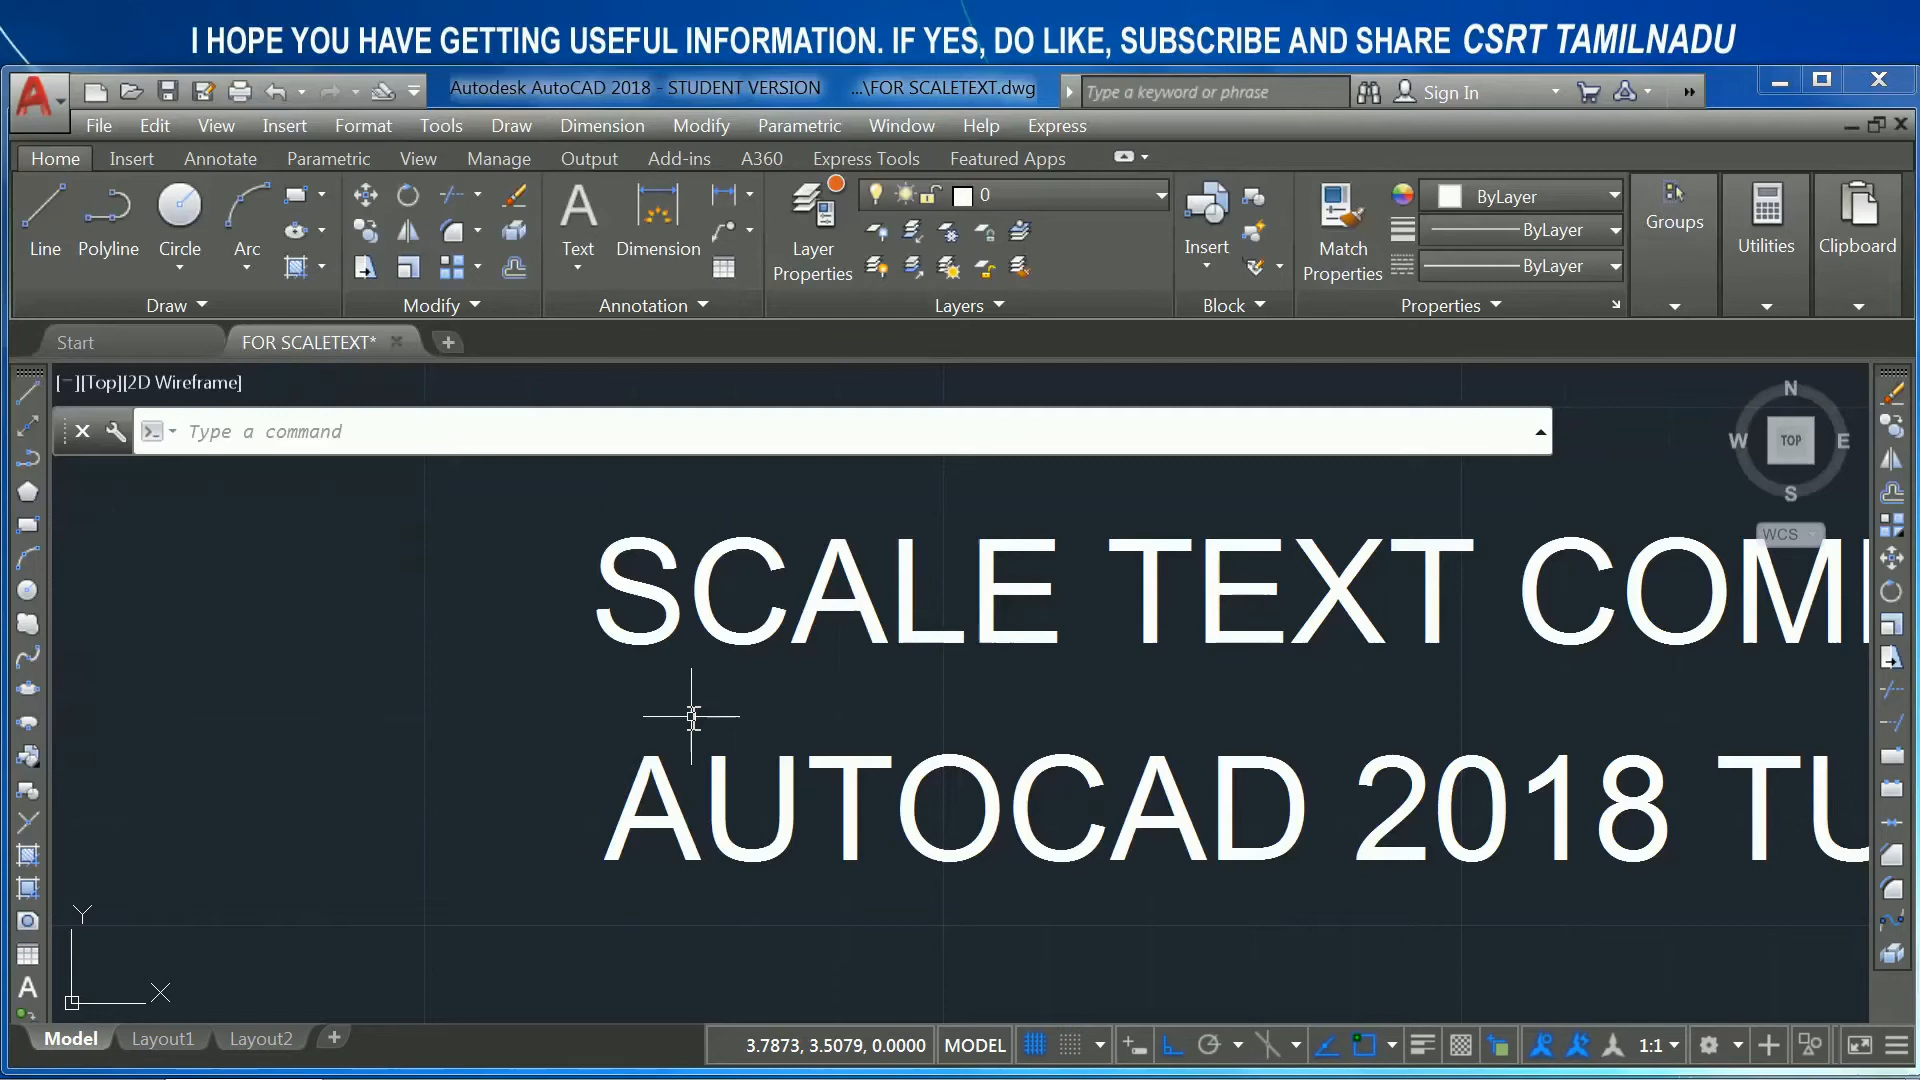 I HOPE YOU HAVE GETTING USEFUL INFORMATION. IF YES, DO LIKE, SUBSCRIBE AND SHARE CSRT TAMILNADU
Autodesk AutoCAD 2018 - STUDENT VERSION ...\FOR SCALETEXT.dwg
Type a keyword or phrase
Sign In
File Edit View Insert Format Tools Draw Dimension Modify Parametric Window Help Express
Home Insert Annotate Parametric View Manage Output Add-ins A360 Express Tools Featured Apps
0
ByLayer
Line Polyline Circle Arc
Text Dimension
Layer
Properties
Insert
Match
Properties
ByLayer
ByLayer
Groups
Utilities
Clipboard
Draw Modify Annotation Layers Block Properties
Start FOR SCALETEXT*
[−][Top][2D Wireframe]
Type a command
N
W TOP E
S
WCS
SCALE TEXT COM
AUTOCAD 2018 TU
Y
X
A
Model Layout1 Layout2
3.7873, 3.5079, 0.0000 MODEL 1:1